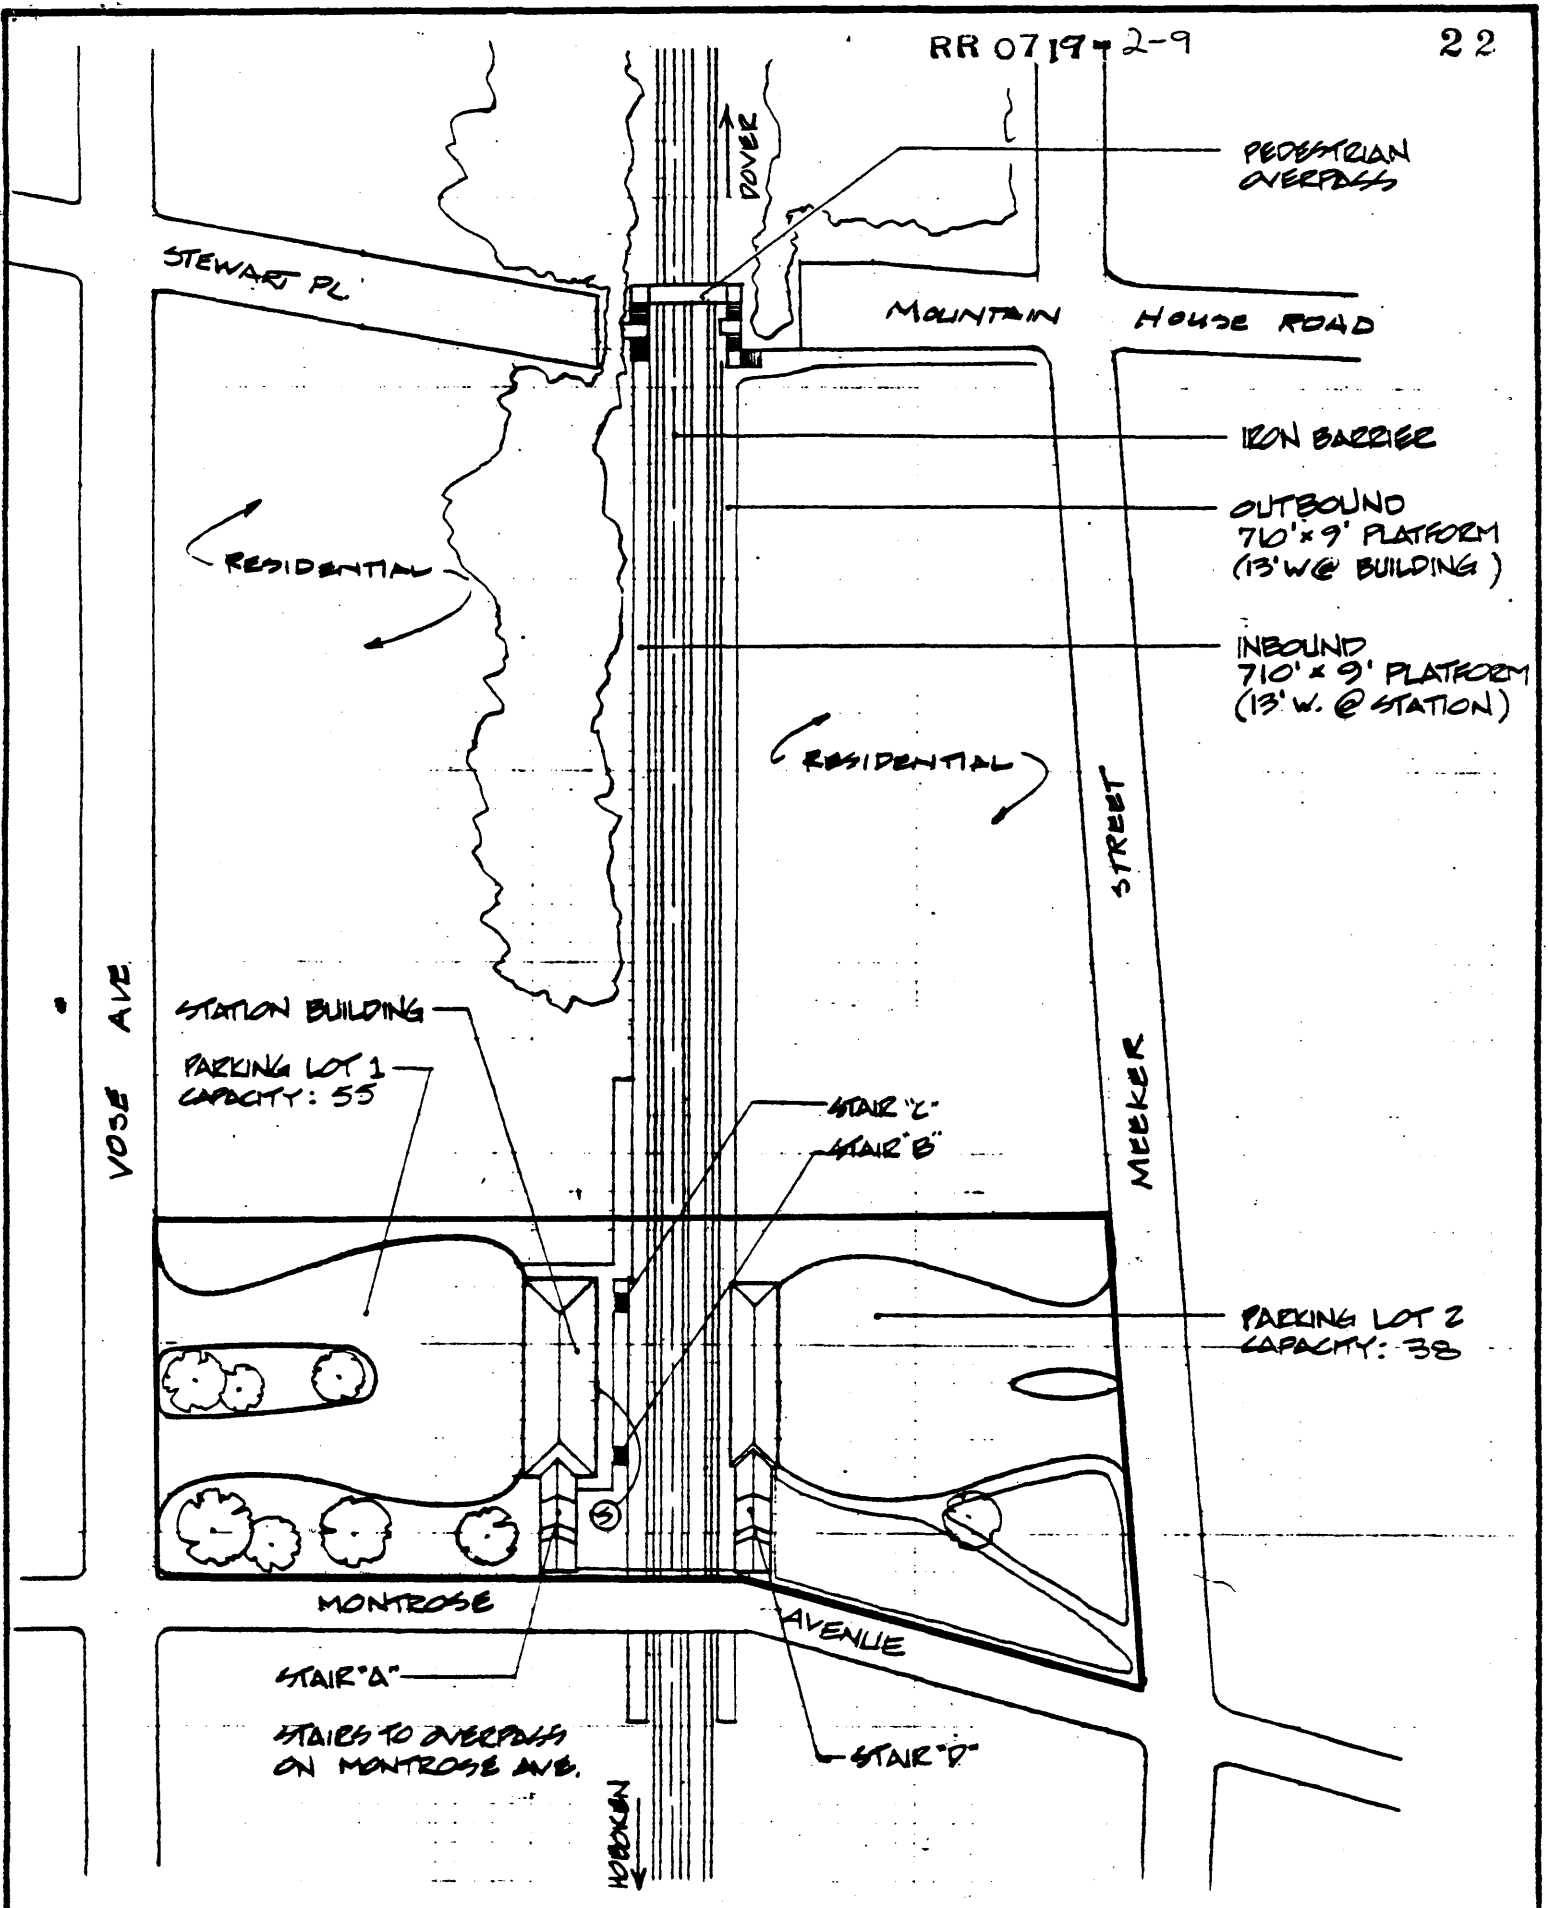 RR 0719-2-9
22
DOVER
PEDESTRIAN
OVERPASS
STEWART PL.
MOUNTAIN HOUSE ROAD
IRON BARRIER
OUTBOUND
710' x 9' PLATFORM
(13' W @ BUILDING)
RESIDENTIAL
INBOUND
710' x 9' PLATFORM
(13' W. @ STATION)
RESIDENTIAL
MEEKER STREET
VOSE AVE
STATION BUILDING
PARKING LOT 1
CAPACITY: 55
STAIR "C"
STAIR "B"
PARKING LOT 2
CAPACITY: 38
S
MONTROSE AVENUE
STAIR "A"
STAIRS TO OVERPASS
ON MONTROSE AVE.
STAIR "D"
HOBOKEN